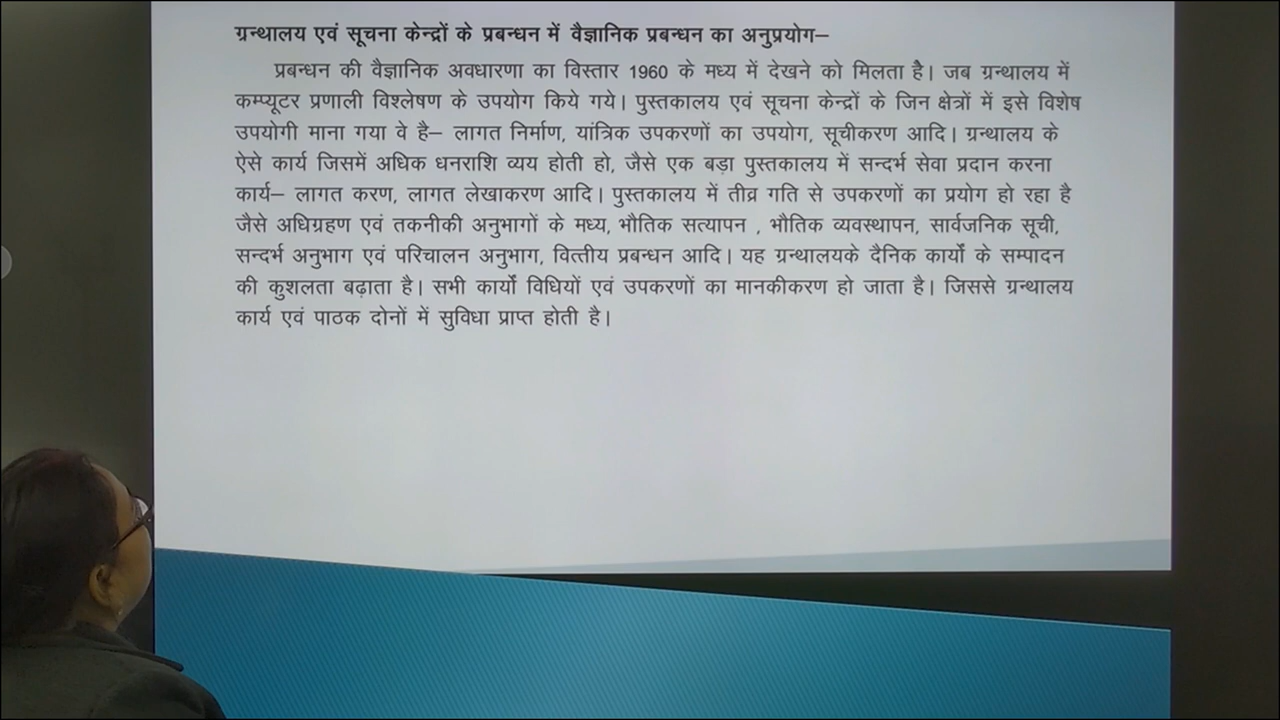 ग्रन्थालय एवं सूचना केन्द्रों के प्रबन्धन में वैज्ञानिक प्रबन्धन का अनुप्रयोग–
प्रबन्धन की वैज्ञानिक अवधारणा का विस्तार 1960 के मध्य में देखने को मिलता है। जब ग्रन्थालय में
कम्प्यूटर प्रणाली विश्लेषण के उपयोग किये गये। पुस्तकालय एवं सूचना केन्द्रों के जिन क्षेत्रों में इसे विशेष
उपयोगी माना गया वे है– लागत निर्माण, यांत्रिक उपकरणों का उपयोग, सूचीकरण आदि। ग्रन्थालय के
ऐसे कार्य जिसमें अधिक धनराशि व्यय होती हो, जैसे एक बड़ा पुस्तकालय में सन्दर्भ सेवा प्रदान करना
कार्य– लागत करण, लागत लेखाकरण आदि। पुस्तकालय में तीव्र गति से उपकरणों का प्रयोग हो रहा है
जैसे अधिग्रहण एवं तकनीकी अनुभागों के मध्य, भौतिक सत्यापन , भौतिक व्यवस्थापन, सार्वजनिक सूची,
सन्दर्भ अनुभाग एवं परिचालन अनुभाग, वित्तीय प्रबन्धन आदि। यह ग्रन्थालयके दैनिक कार्यों के सम्पादन
की कुशलता बढ़ाता है। सभी कार्यों विधियों एवं उपकरणों का मानकीकरण हो जाता है। जिससे ग्रन्थालय
कार्य एवं पाठक दोनों में सुविधा प्राप्त होती है।